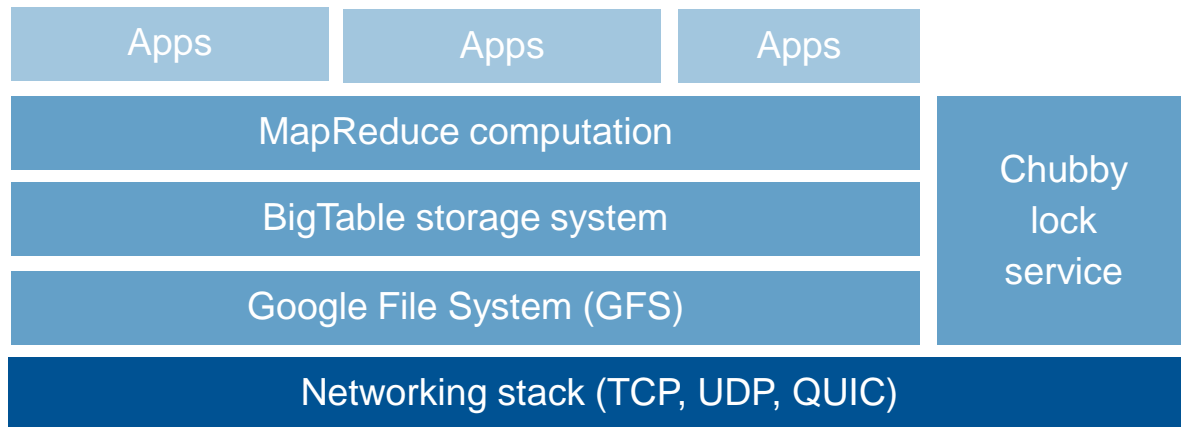 Apps
Apps
Apps
MapReduce computation
BigTable storage system
Google File System (GFS)
Chubby
lock
service
Networking stack (TCP, UDP, QUIC)